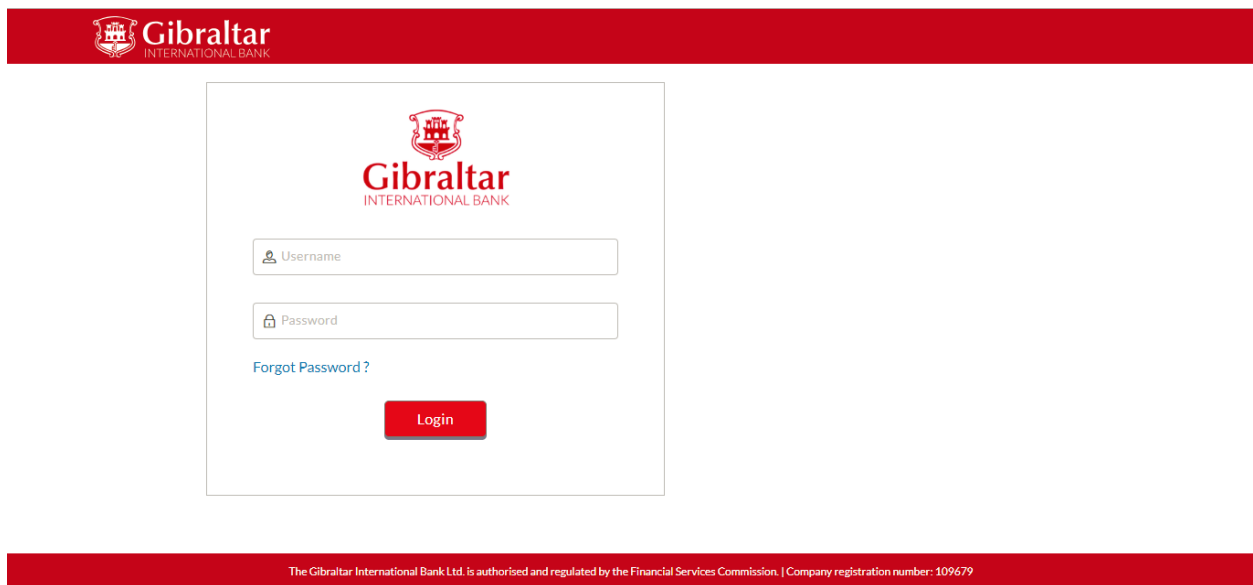 Gibraltar
INTERNATIONAL BANK
Gibraltar
INTERNATIONAL BANK
Username
Password
Forgot Password ?
Login
The Gibraltar International Bank Ltd. is authorised and regulated by the Financial Services Commission. | Company registration number: 109679